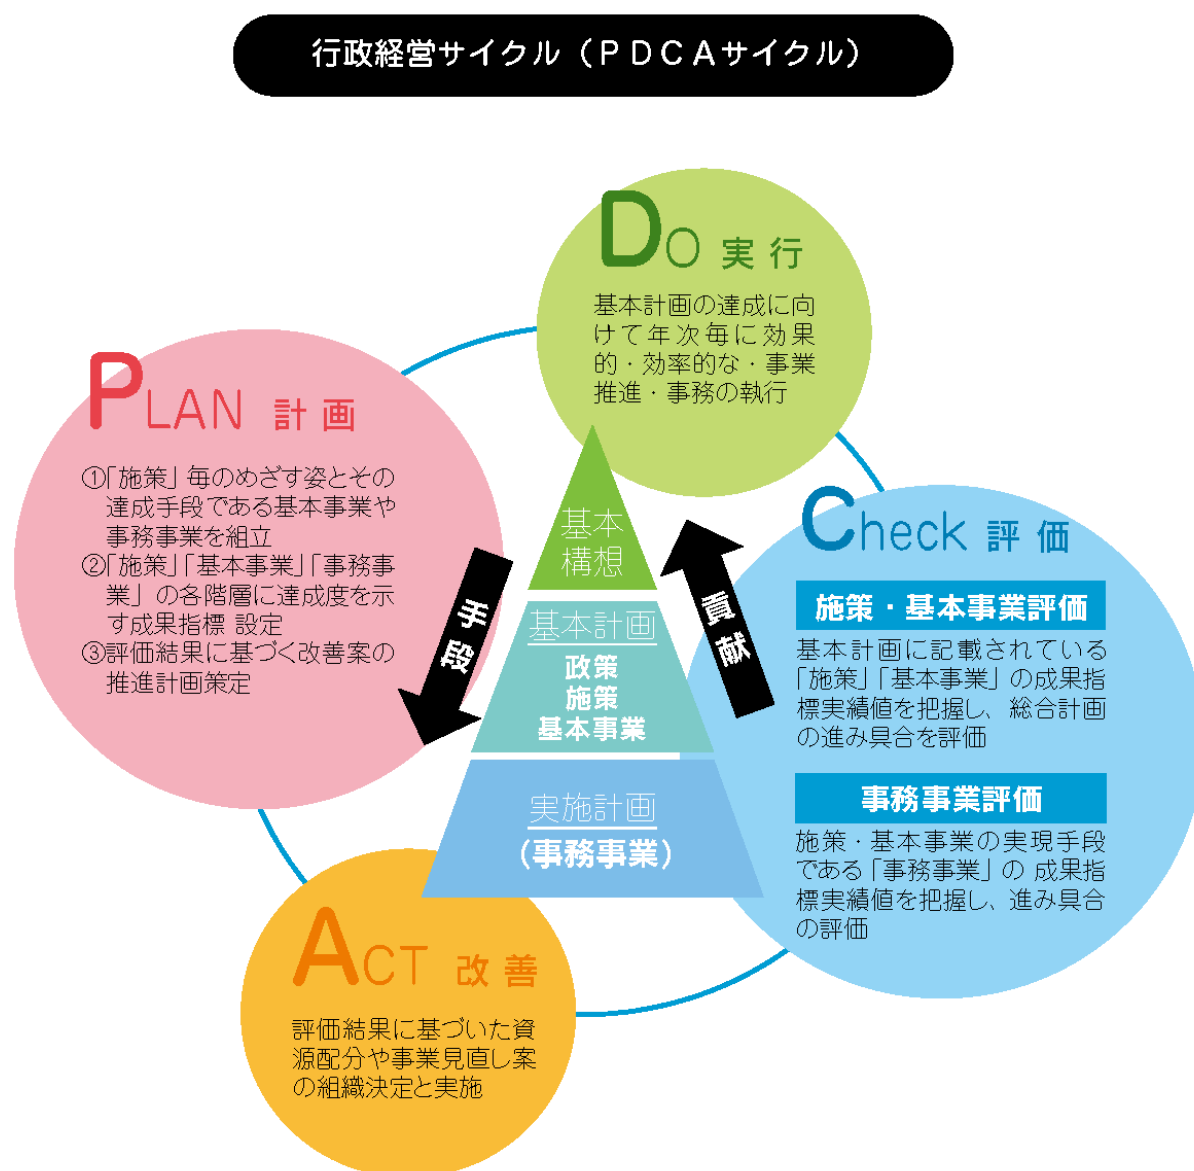 行政経営サイクル（ＰＤＣＡサイクル）
DO 実行
基本計画の達成に向
けて年次毎に効果
的・効率的な・事業
推進・事務の執行
PLAN 計画
①「施策」毎のめざす姿とその
達成手段である基本事業や
事務事業を組立
②「施策」「基本事業」「事務事
業」の各階層に達成度を示
す成果指標 設定
③評価結果に基づく改善案の
推進計画策定
Check 評価
施策・基本事業評価
基本計画に記載されている
「施策」「基本事業」の成果指
標実績値を把握し、総合計画
の進み具合を評価
事務事業評価
施策・基本事業の実現手段
である「事務事業」の 成果指
標実績値を把握し、進み具合
の評価
手段
貢献
基本
構想
基本計画
政策
施策
基本事業
実施計画
(事務事業)
ACT 改善
評価結果に基づいた資
源配分や事業見直し案
の組織決定と実施